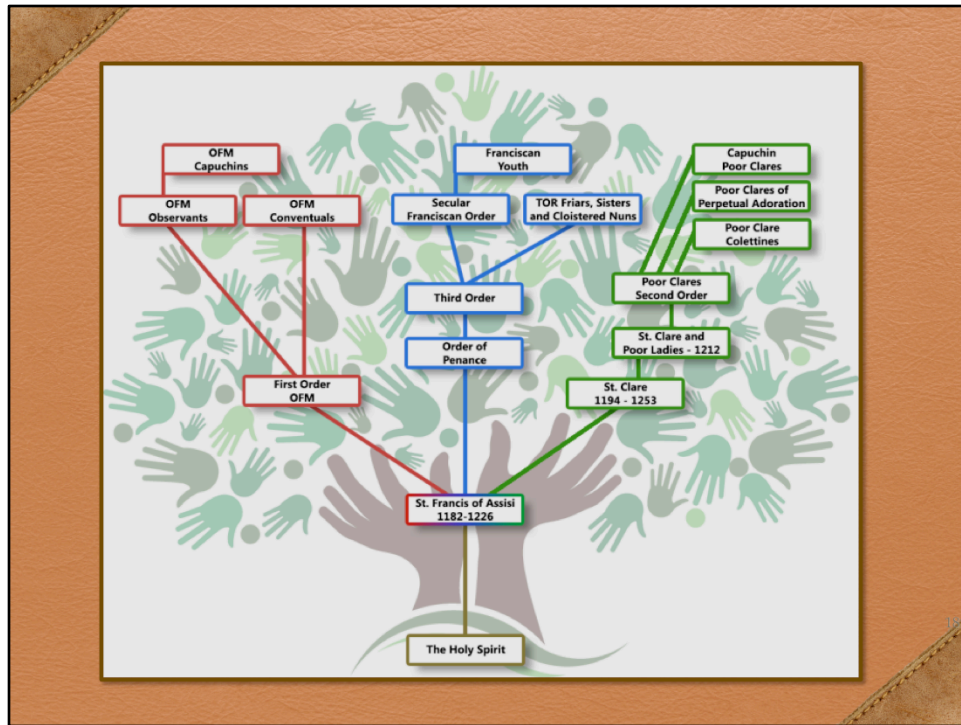 OFM
Capuchins
Franciscan
Youth
Capuchin
Poor Clares
OFM
Observants
OFM
Conventuals
Secular
Franciscan Order
TOR Friars, Sisters
and Cloistered Nuns
Poor Clares of
Perpetual Adoration
Poor Clare
Colettines
Third Order
Poor Clares
Second Order
Order of
Penance
St. Clare and
Poor Ladies - 1212
First Order
OFM
St. Clare
1194 - 1253
St. Francis of Assisi
1182-1226
The Holy Spirit